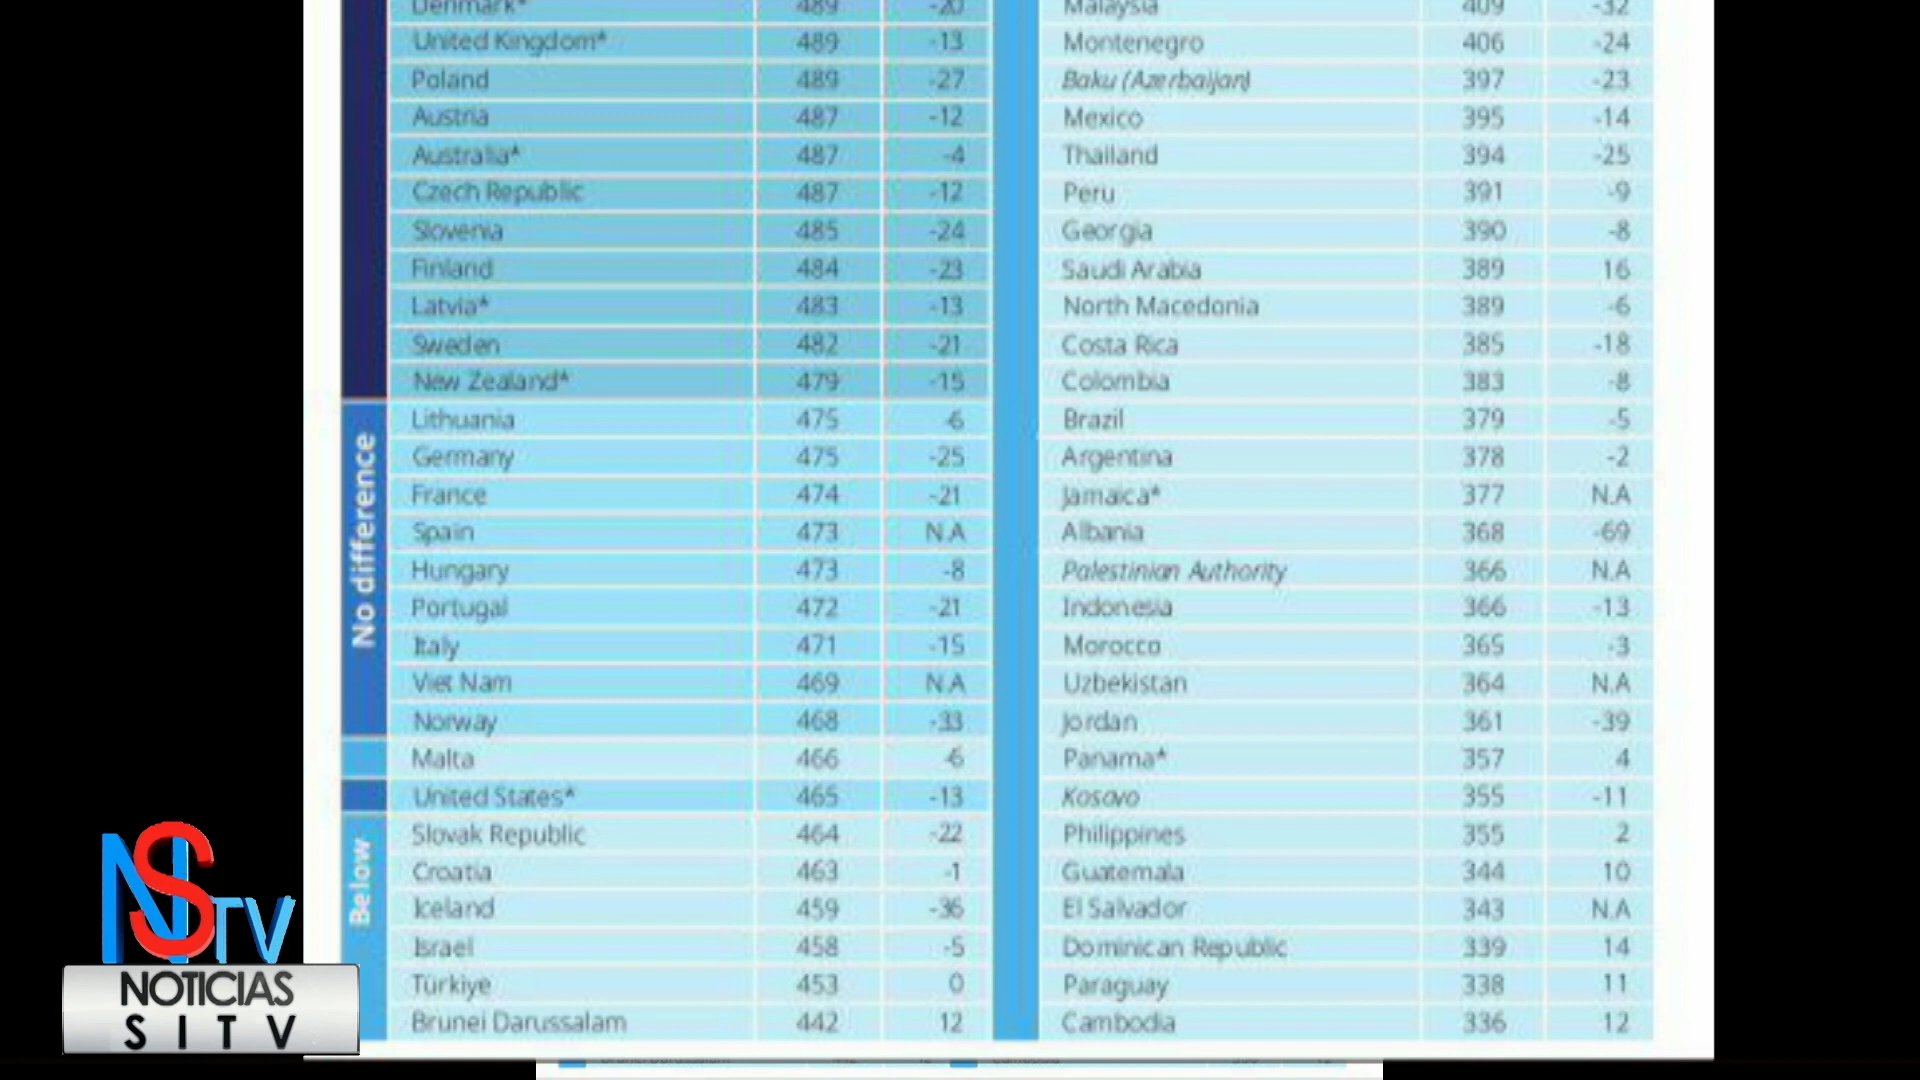 Denmark* 489 -20
United Kingdom* 489 -13
Poland 489 -27
Austria 487 -12
Australia* 487 -4
Czech Republic 487 -12
Slovenia 485 -24
Finland 484 -23
Latvia* 483 -13
Sweden 482 -21
New Zealand* 479 -15
No difference
Lithuania 475 -6
Germany 475 -25
France 474 -21
Spain 473 N.A
Hungary 473 -8
Portugal 472 -21
Italy 471 -15
Viet Nam 469 N.A
Norway 468 -33
Malta 466 -6
United States* 465 -13
Below
Slovak Republic 464 -22
Croatia 463 -1
Iceland 459 -36
Israel 458 -5
Türkiye 453 0
Brunei Darussalam 442 12
Malaysia 409 -32
Montenegro 406 -24
Baku (Azerbaijan) 397 -23
Mexico 395 -14
Thailand 394 -25
Peru 391 -9
Georgia 390 -8
Saudi Arabia 389 16
North Macedonia 389 -6
Costa Rica 385 -18
Colombia 383 -8
Brazil 379 -5
Argentina 378 -2
Jamaica* 377 N.A
Albania 368 -69
Palestinian Authority 366 N.A
Indonesia 366 -13
Morocco 365 -3
Uzbekistan 364 N.A
Jordan 361 -39
Panama* 357 4
Kosovo 355 -11
Philippines 355 2
Guatemala 344 10
El Salvador 343 N.A
Dominican Republic 339 14
Paraguay 338 11
Cambodia 336 12
NSTV
NOTICIAS
SITV